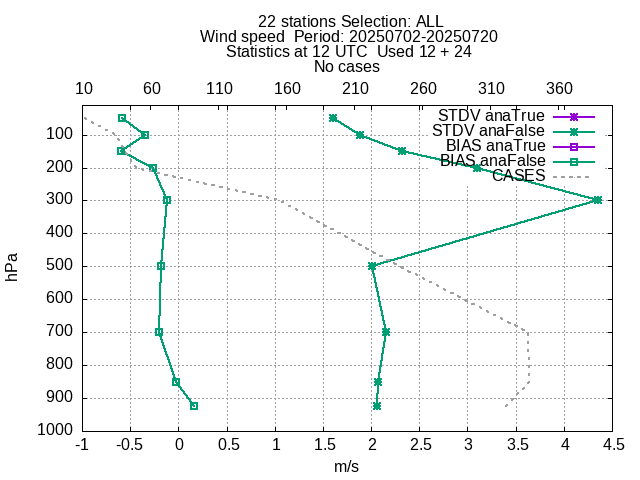 22 stations Selection: ALL
Wind speed  Period: 20250702-20250720
Statistics at 12 UTC  Used 12 + 24
No cases
10 60 110 160 210 260 310 360
STDV anaTrue
STDV anaFalse
BIAS anaTrue
BIAS anaFalse
CASES
100
200
300
400
500
600
700
800
900
1000
hPa
-1 -0.5 0 0.5 1 1.5 2 2.5 3 3.5 4 4.5
m/s